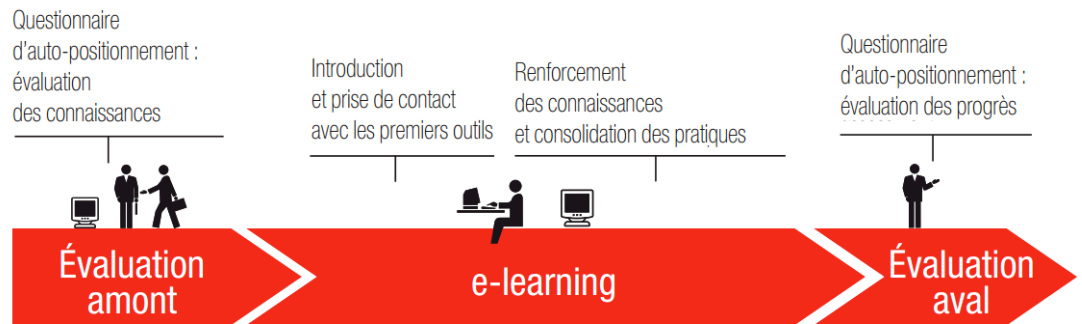 Questionnaire
d'auto-positionnement :
évaluation
des connaissances
Introduction
et prise de contact
avec les premiers outils
Renforcement
des connaissances
et consolidation des pratiques
Questionnaire
d'auto-positionnement :
évaluation des progrès
Évaluation
amont
e-learning
Évaluation
aval